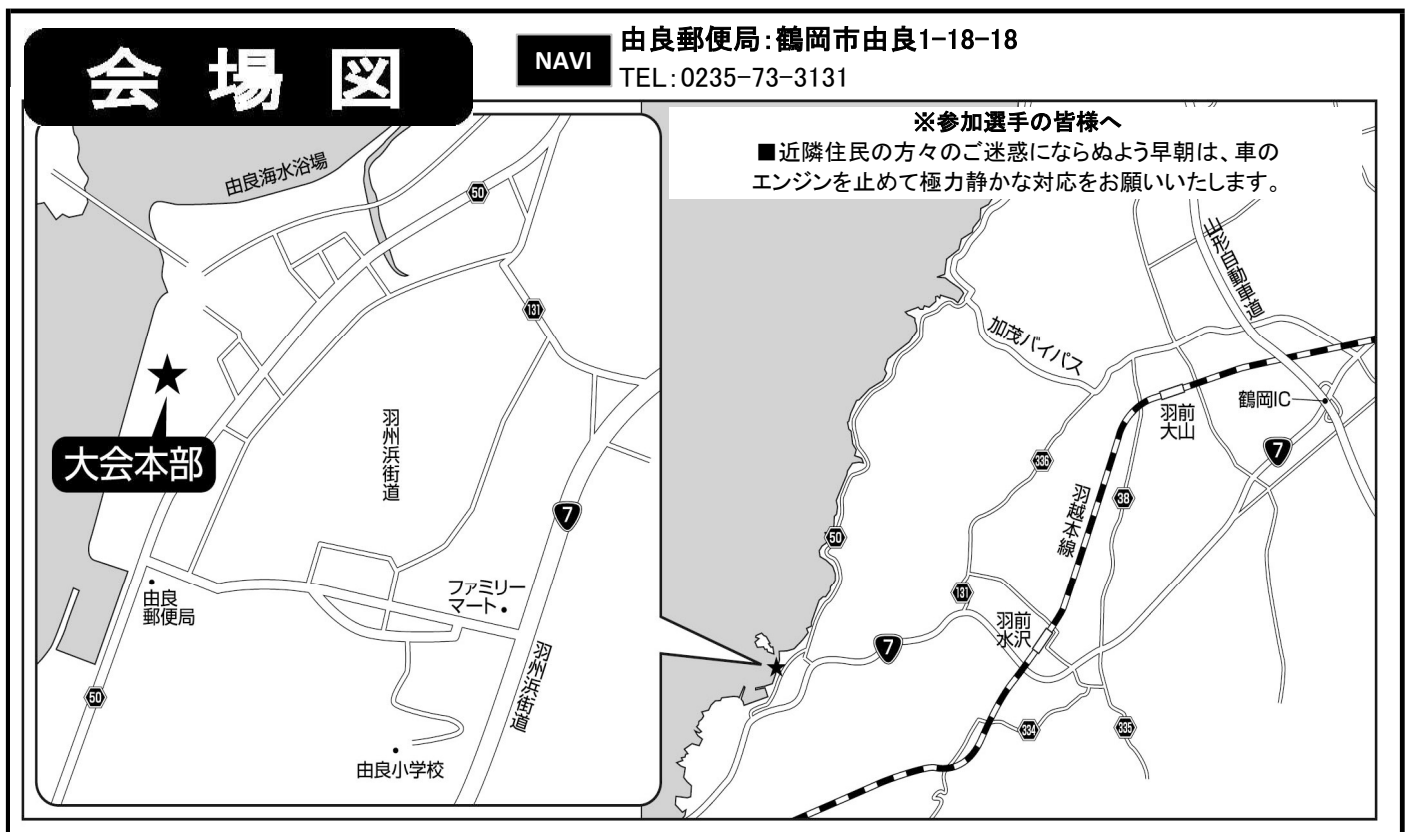 会場図
NAVI
由良郵便局:鶴岡市由良1-18-18
TEL:0235-73-3131
※参加選手の皆様へ
■近隣住民の方々のご迷惑にならぬよう早朝は、車の
エンジンを止めて極力静かな対応をお願いいたします。
由良海水浴場
50
131
大会本部
羽州浜街道
7
由良
郵便局
ファミリー
マート
羽州浜街道
50
由良小学校
山形自動車道
加茂バイパス
羽前
大山
鶴岡IC
7
336
38
羽越本線
50
131
羽前
水沢
7
334
335